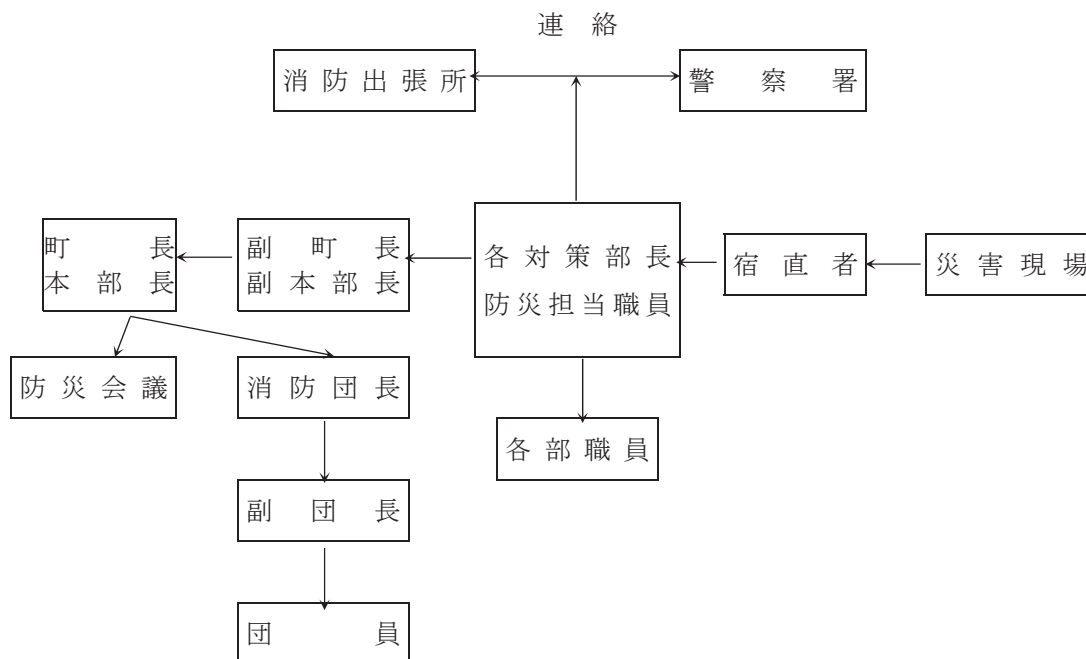 連絡
消防出張所
警察署
町長
本部長
副町長
副本部長
各対策部長
防災担当職員
宿直者
災害現場
防災会議
消防団長
各部職員
副団長
団員